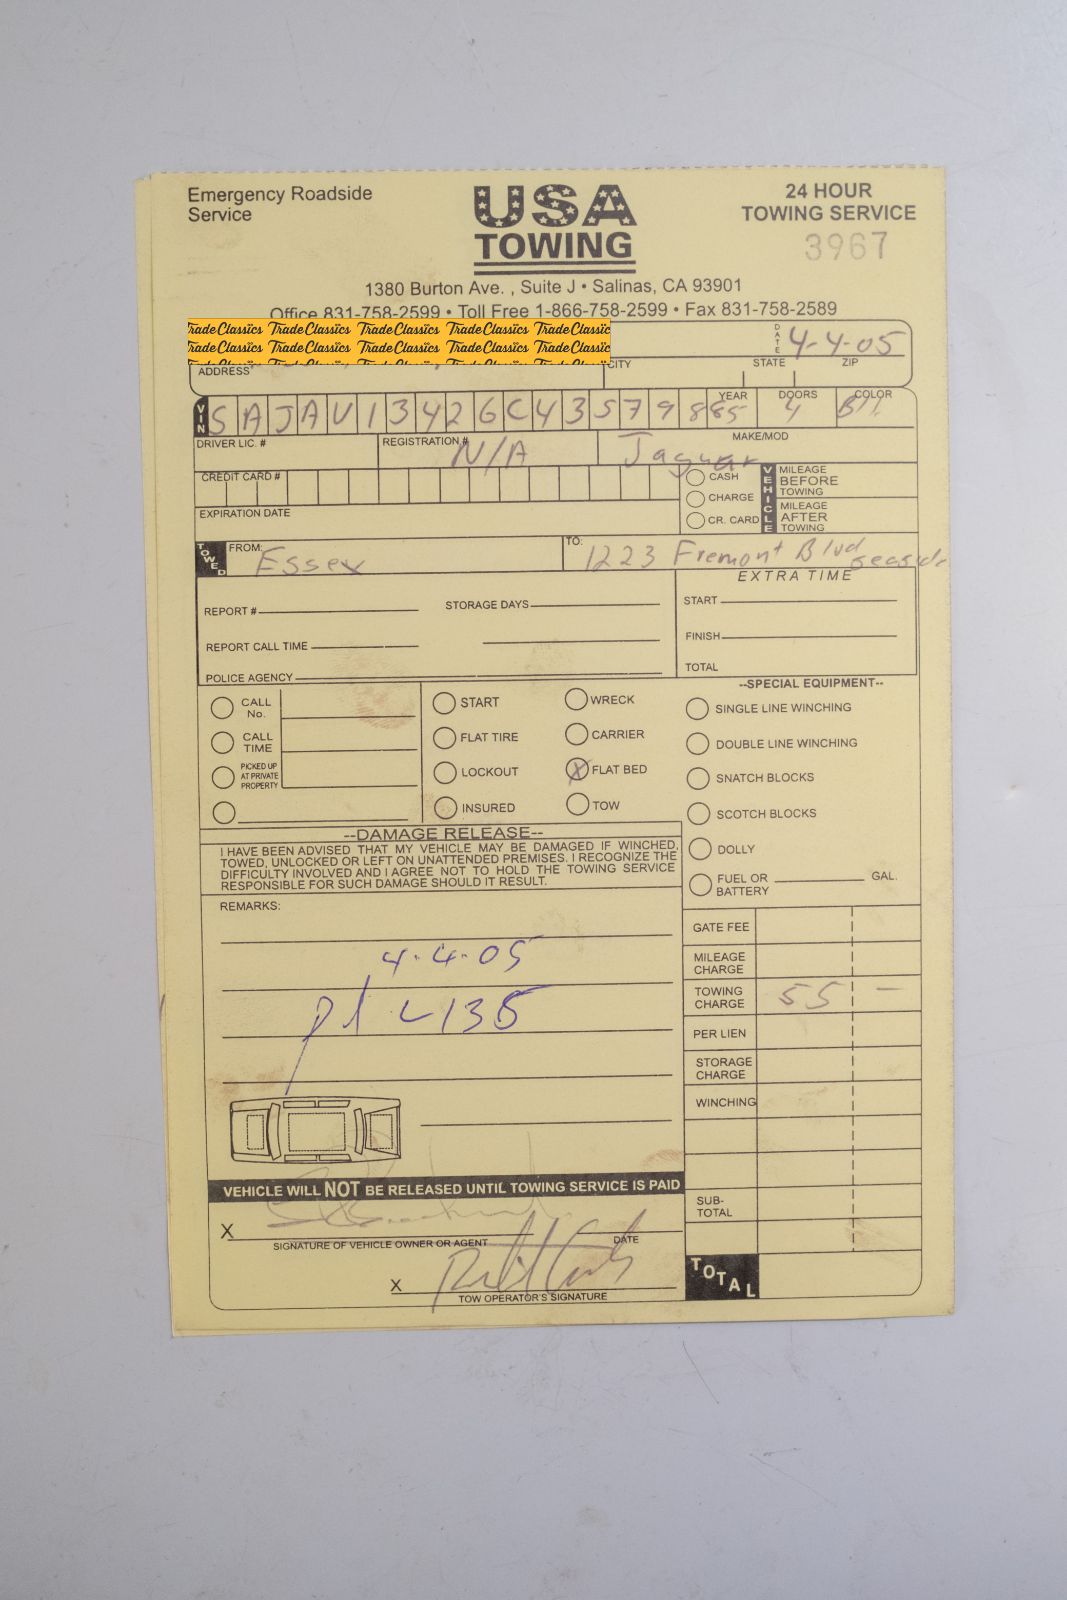 Emergency Roadside
Service
USA
TOWING
24 HOUR
TOWING SERVICE
3967
1380 Burton Ave. , Suite J • Salinas, CA 93901
Office 831-758-2599 • Toll Free 1-866-758-2599 • Fax 831-758-2589
Trade Classics Trade Classics Trade Classics Trade Classics Trade Classic
Trade Classics Trade Classics Trade Classics Trade Classics Trade Classic
DATE 4-4-05
ADDRESS CITY STATE ZIP
VIN SAJAV13426C435798 YEAR 85 DOORS 4 COLOR
DRIVER LIC. # REGISTRATION # N/A Jaguar MAKE/MOD
CREDIT CARD #
EXPIRATION DATE
CASH
CHARGE
CR. CARD
VEHICLE
MILEAGE
BEFORE
TOWING
MILEAGE
AFTER
TOWING
TOWED FROM: Essex TO: 1223 Fremont Blvd
seaside
REPORT # STORAGE DAYS
REPORT CALL TIME
POLICE AGENCY
EXTRA TIME
START
FINISH
TOTAL
CALL
No.
CALL
TIME
PICKED UP
AT PRIVATE
PROPERTY
START
FLAT TIRE
LOCKOUT
INSURED
WRECK
CARRIER
X FLAT BED
TOW
--SPECIAL EQUIPMENT--
SINGLE LINE WINCHING
DOUBLE LINE WINCHING
SNATCH BLOCKS
SCOTCH BLOCKS
DOLLY
FUEL OR GAL.
BATTERY
--DAMAGE RELEASE--
I HAVE BEEN ADVISED THAT MY VEHICLE MAY BE DAMAGED IF WINCHED,
TOWED, UNLOCKED OR LEFT ON UNATTENDED PREMISES. I RECOGNIZE THE
DIFFICULTY INVOLVED AND I AGREE NOT TO HOLD THE TOWING SERVICE
RESPONSIBLE FOR SUCH DAMAGE SHOULD IT RESULT.
REMARKS:
4-4-05
pd
GATE FEE
MILEAGE
CHARGE
TOWING
CHARGE 55 –
PER LIEN
STORAGE
CHARGE
WINCHING
SUB-
TOTAL
TOTAL
VEHICLE WILL NOT BE RELEASED UNTIL TOWING SERVICE IS PAID
X
SIGNATURE OF VEHICLE OWNER OR AGENT DATE
X
TOW OPERATOR'S SIGNATURE